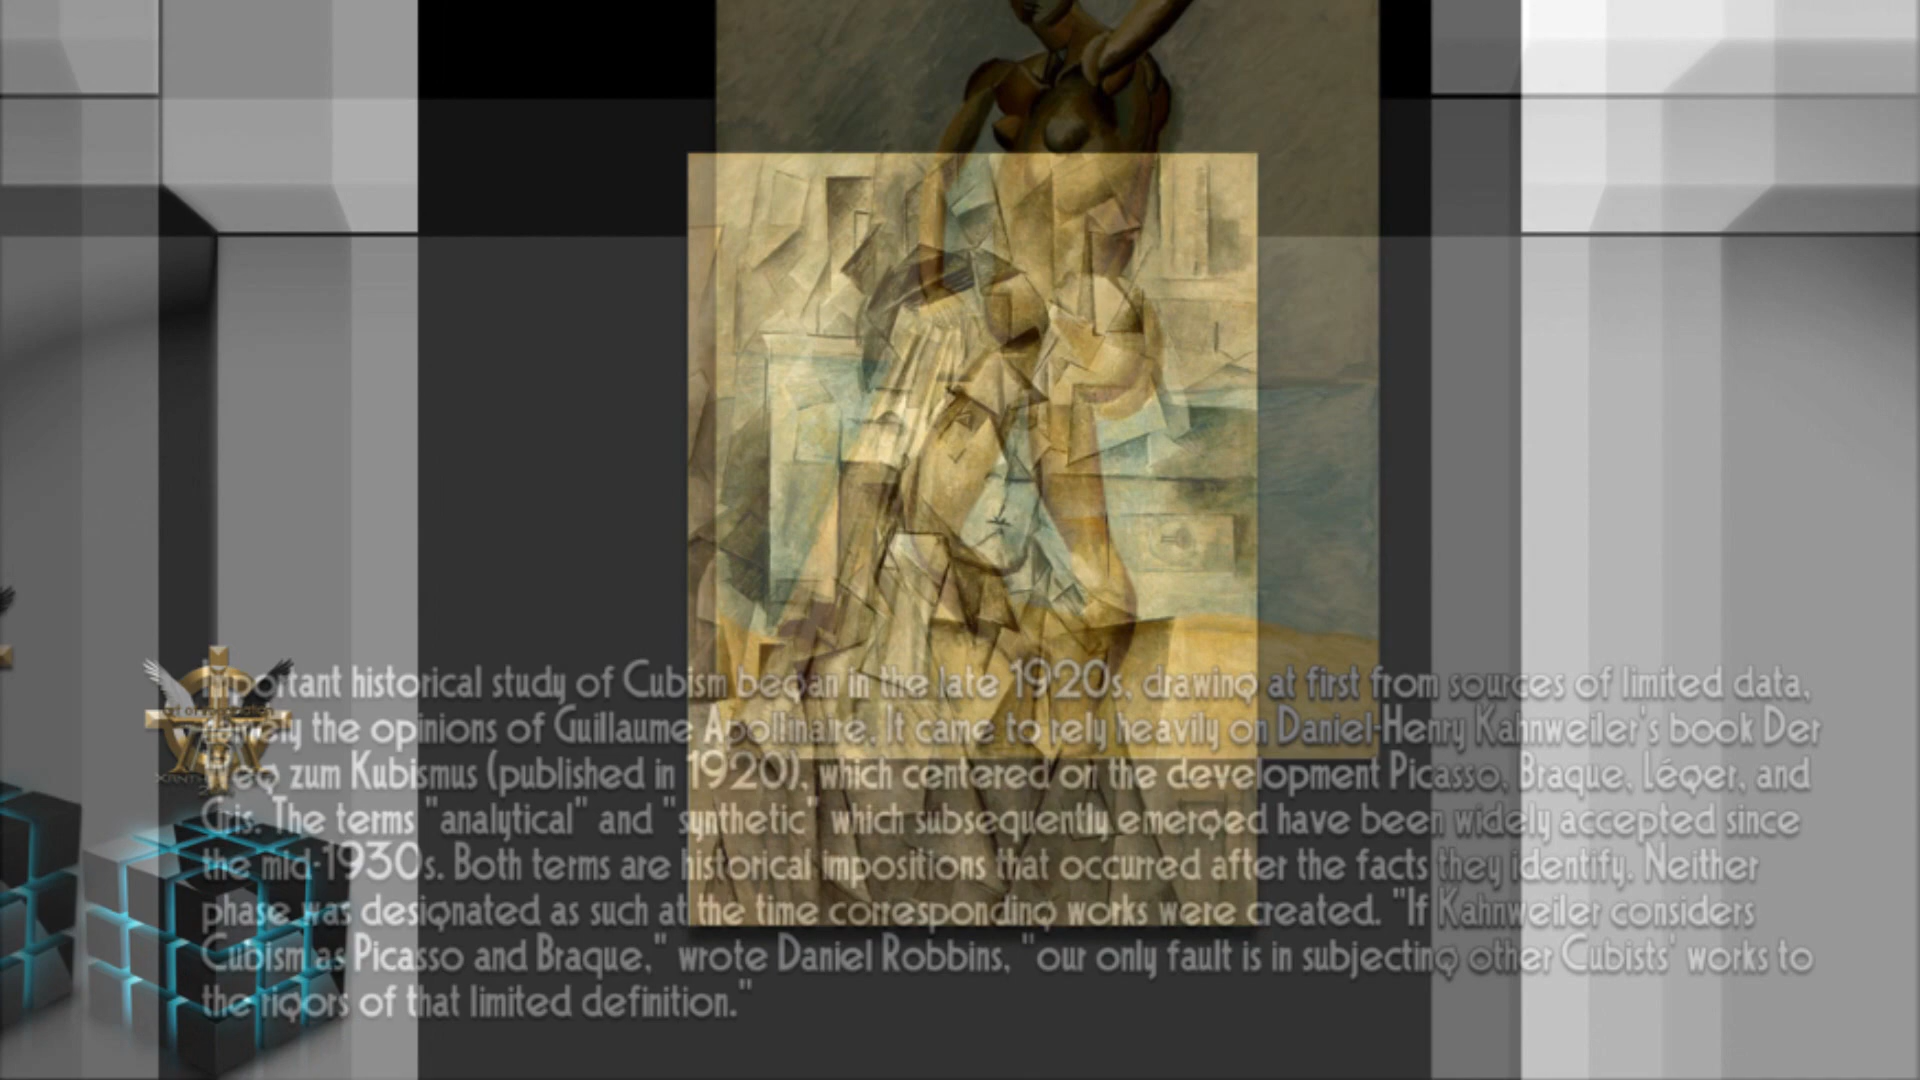 tant historical study of Cubism began in the late 1920s, drawing at first from sources of limited data,
the opinions of Guillaume Apollinaire. It came to rely heavily on Daniel-Henry Kahnweiler's book Der
zum Kubismus (published in 1920), which centered on the development Picasso, Braque, Léger, and
Gris. The terms "analytical" and "synthetic" which subsequently emerged have been widely accepted since
the mid-1930s. Both terms are historical impositions that occurred after the facts they identify. Neither
phase was designated as such at the time corresponding works were created. "If Kahnweiler considers
Cubism as Picasso and Braque," wrote Daniel Robbins, "our only fault is in subjecting other Cubists' works to
the rigors of that limited definition."